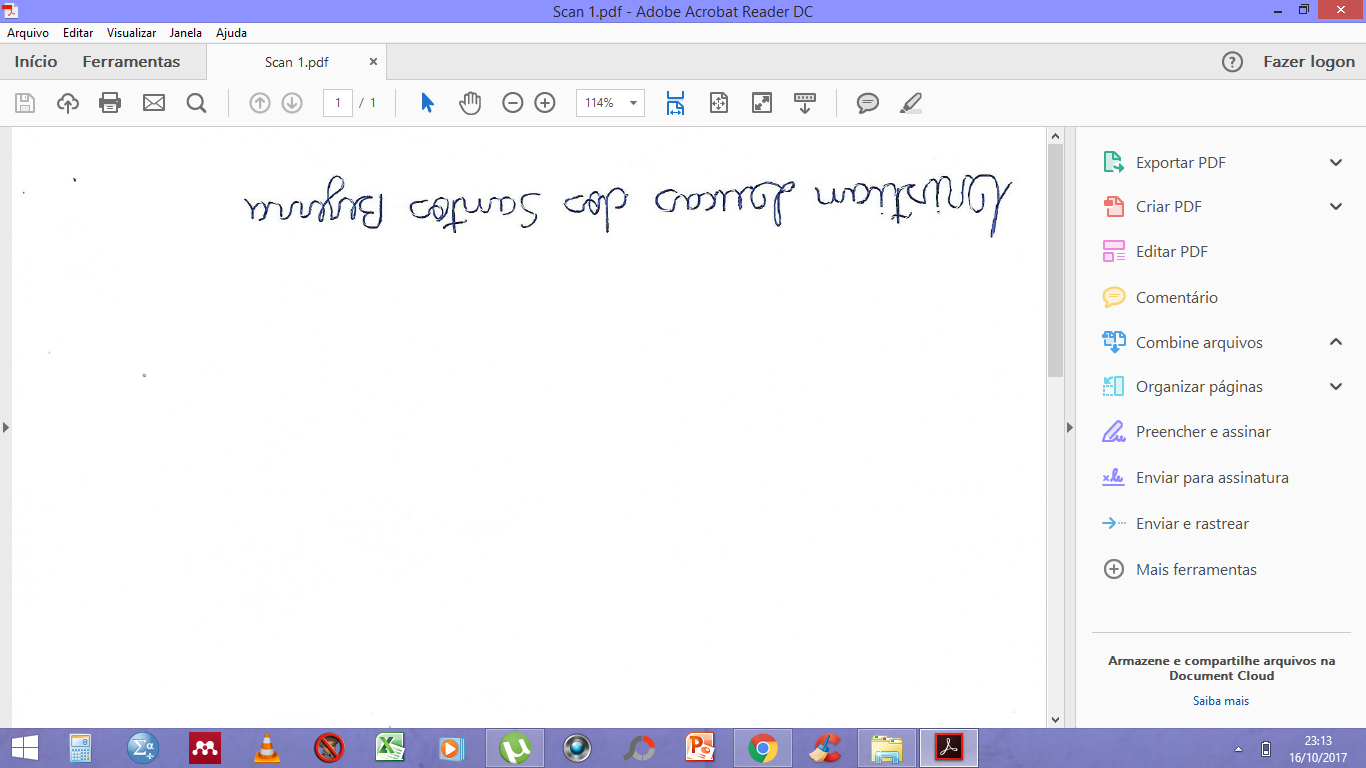 Scan 1.pdf - Adobe Acrobat Reader DC
Arquivo Editar Visualizar Janela Ajuda
Início Ferramentas Scan 1.pdf × ? Fazer logon
1 / 1 114%
dos Santos
Exportar PDF
Criar PDF
Editar PDF
Comentário
Combine arquivos
Organizar páginas
Preencher e assinar
Enviar para assinatura
Enviar e rastrear
Mais ferramentas
Armazene e compartilhe arquivos na
Document Cloud
Saiba mais
23:13
16/10/2017